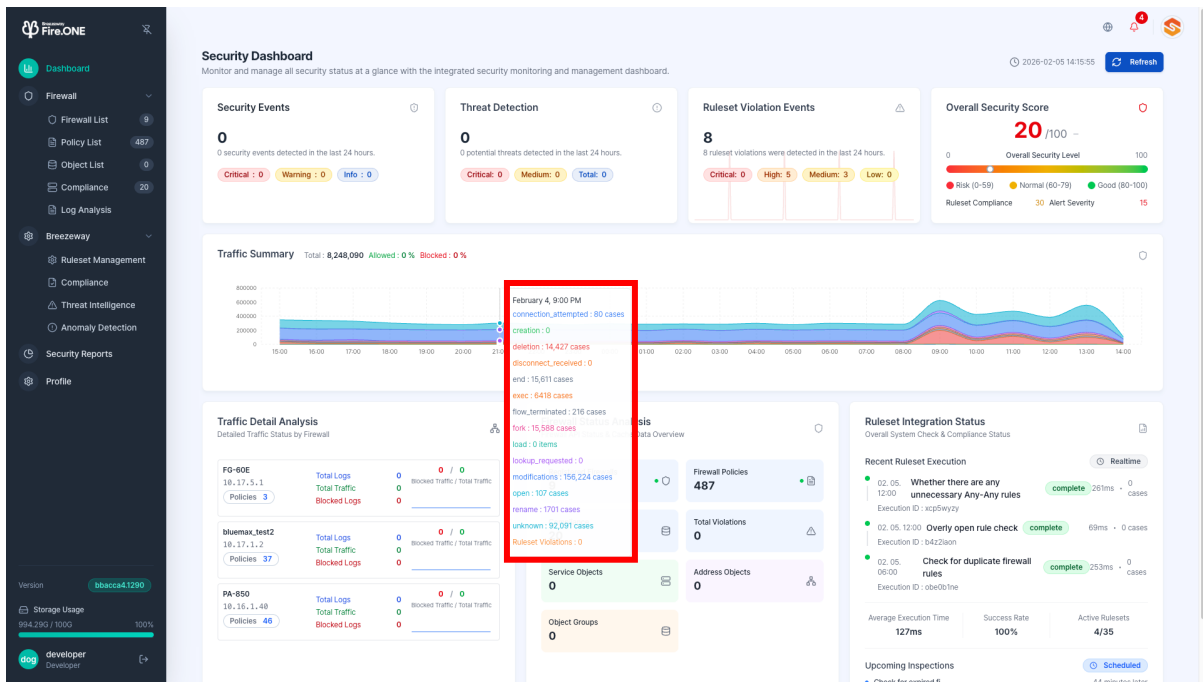 Breezeway
Fire.ONE
4
Dashboard
Firewall
Firewall List 9
Policy List 487
Object List 0
Compliance 20
Log Analysis
Breezeway
Ruleset Management
Compliance
Threat Intelligence
Anomaly Detection
Security Reports
Profile
Version bbacca4.1290
Storage Usage
994.29G / 100G 100%
dog developer
Developer
Security Dashboard
Monitor and manage all security status at a glance with the integrated security monitoring and management dashboard.
2026-02-05 14:15:55 Refresh
Security Events
0
0 security events detected in the last 24 hours.
Critical : 0 Warning : 0 Info : 0
Threat Detection
0
0 potential threats detected in the last 24 hours.
Critical: 0 Medium: 0 Total: 0
Ruleset Violation Events
8
8 ruleset violations were detected in the last 24 hours.
Critical: 0 High: 5 Medium: 3 Low: 0
Overall Security Score
20 /100 –
0 Overall Security Level 100
Risk (0-59) Normal (60-79) Good (80-100)
Ruleset Compliance 30 Alert Severity 15
Traffic Summary Total : 8,248,090 Allowed : 0 % Blocked : 0 %
800000
600000
400000
200000
0
15:00 16:00 17:00 18:00 19:00 20:00 21:0 01:00 02:00 03:00 04:00 05:00 06:00 07:00 08:00 09:00 10:00 11:00 12:00 13:00 14:00
February 4, 9:00 PM
connection_attempted : 80 cases
creation : 0
deletion : 14,427 cases
disconnect_received : 0
end : 15,611 cases
exec : 6418 cases
flow_terminated : 216 cases
fork : 15,588 cases
load : 0 items
lookup_requested : 0
modifications : 156,224 cases
open : 107 cases
rename : 1701 cases
unknown : 92,091 cases
Ruleset Violations : 0
Traffic Detail Analysis
Detailed Traffic Status by Firewall
FG-60E
10.17.5.1
Policies 3
Total Logs 0
Total Traffic 0
Blocked Logs 0
0 / 0
Blocked Traffic / Total Traffic
bluemax_test2
10.17.1.2
Policies 37
Total Logs 0
Total Traffic 0
Blocked Logs 0
0 / 0
Blocked Traffic / Total Traffic
PA-850
10.16.1.40
Policies 46
Total Logs 0
Total Traffic 0
Blocked Logs 0
0 / 0
Blocked Traffic / Total Traffic
Status Analysis
Data Overview
Firewall Policies
487
Total Violations
0
Service Objects
0
Address Objects
0
Object Groups
0
Ruleset Integration Status
Overall System Check & Compliance Status
Recent Ruleset Execution Realtime
02. 05. 12:00 Whether there are any unnecessary Any-Any rules complete 261ms • 0 cases
Execution ID : xcp5wyzy
02. 05. 12:00 Overly open rule check complete 69ms • 0 cases
Execution ID : b4z2iaon
02. 05. 06:00 Check for duplicate firewall rules complete 253ms • 0 cases
Execution ID : obe0b1ne
Average Execution Time Success Rate Active Rulesets
127ms 100% 4/35
Upcoming Inspections Scheduled